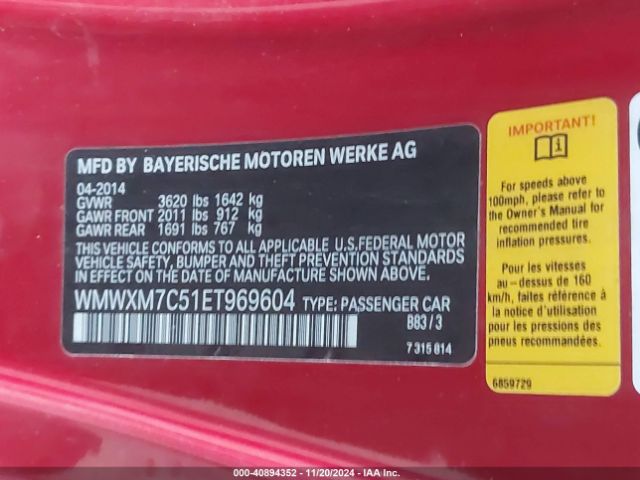 MFD BY BAYERISCHE MOTOREN WERKE AG
04-2014
GVWR 3620 lbs 1642 kg
GAWR FRONT 2011 lbs 912 kg
GAWR REAR 1691 lbs 767 kg
THIS VEHICLE CONFORMS TO ALL APPLICABLE U.S.FEDERAL MOTOR
VEHICLE SAFETY, BUMPER AND THEFT PREVENTION STANDARDS
IN EFFECT ON THE DATE OF MANUFACTURE SHOWN ABOVE.
WMWXM7C51ET969604 TYPE: PASSENGER CAR
B83 / 3
7 315 814
IMPORTANT!
For speeds above
100mph, please refer to
the Owner's Manual for
recommended tire
inflation pressures.
Pour les vitesses
au-dessus de 160
km/h, faites référence à
la notice d'utilisation
pour les pressions des
pneus recommandées.
6859729
000-40894352 - 11/20/2024 - IAA Inc.